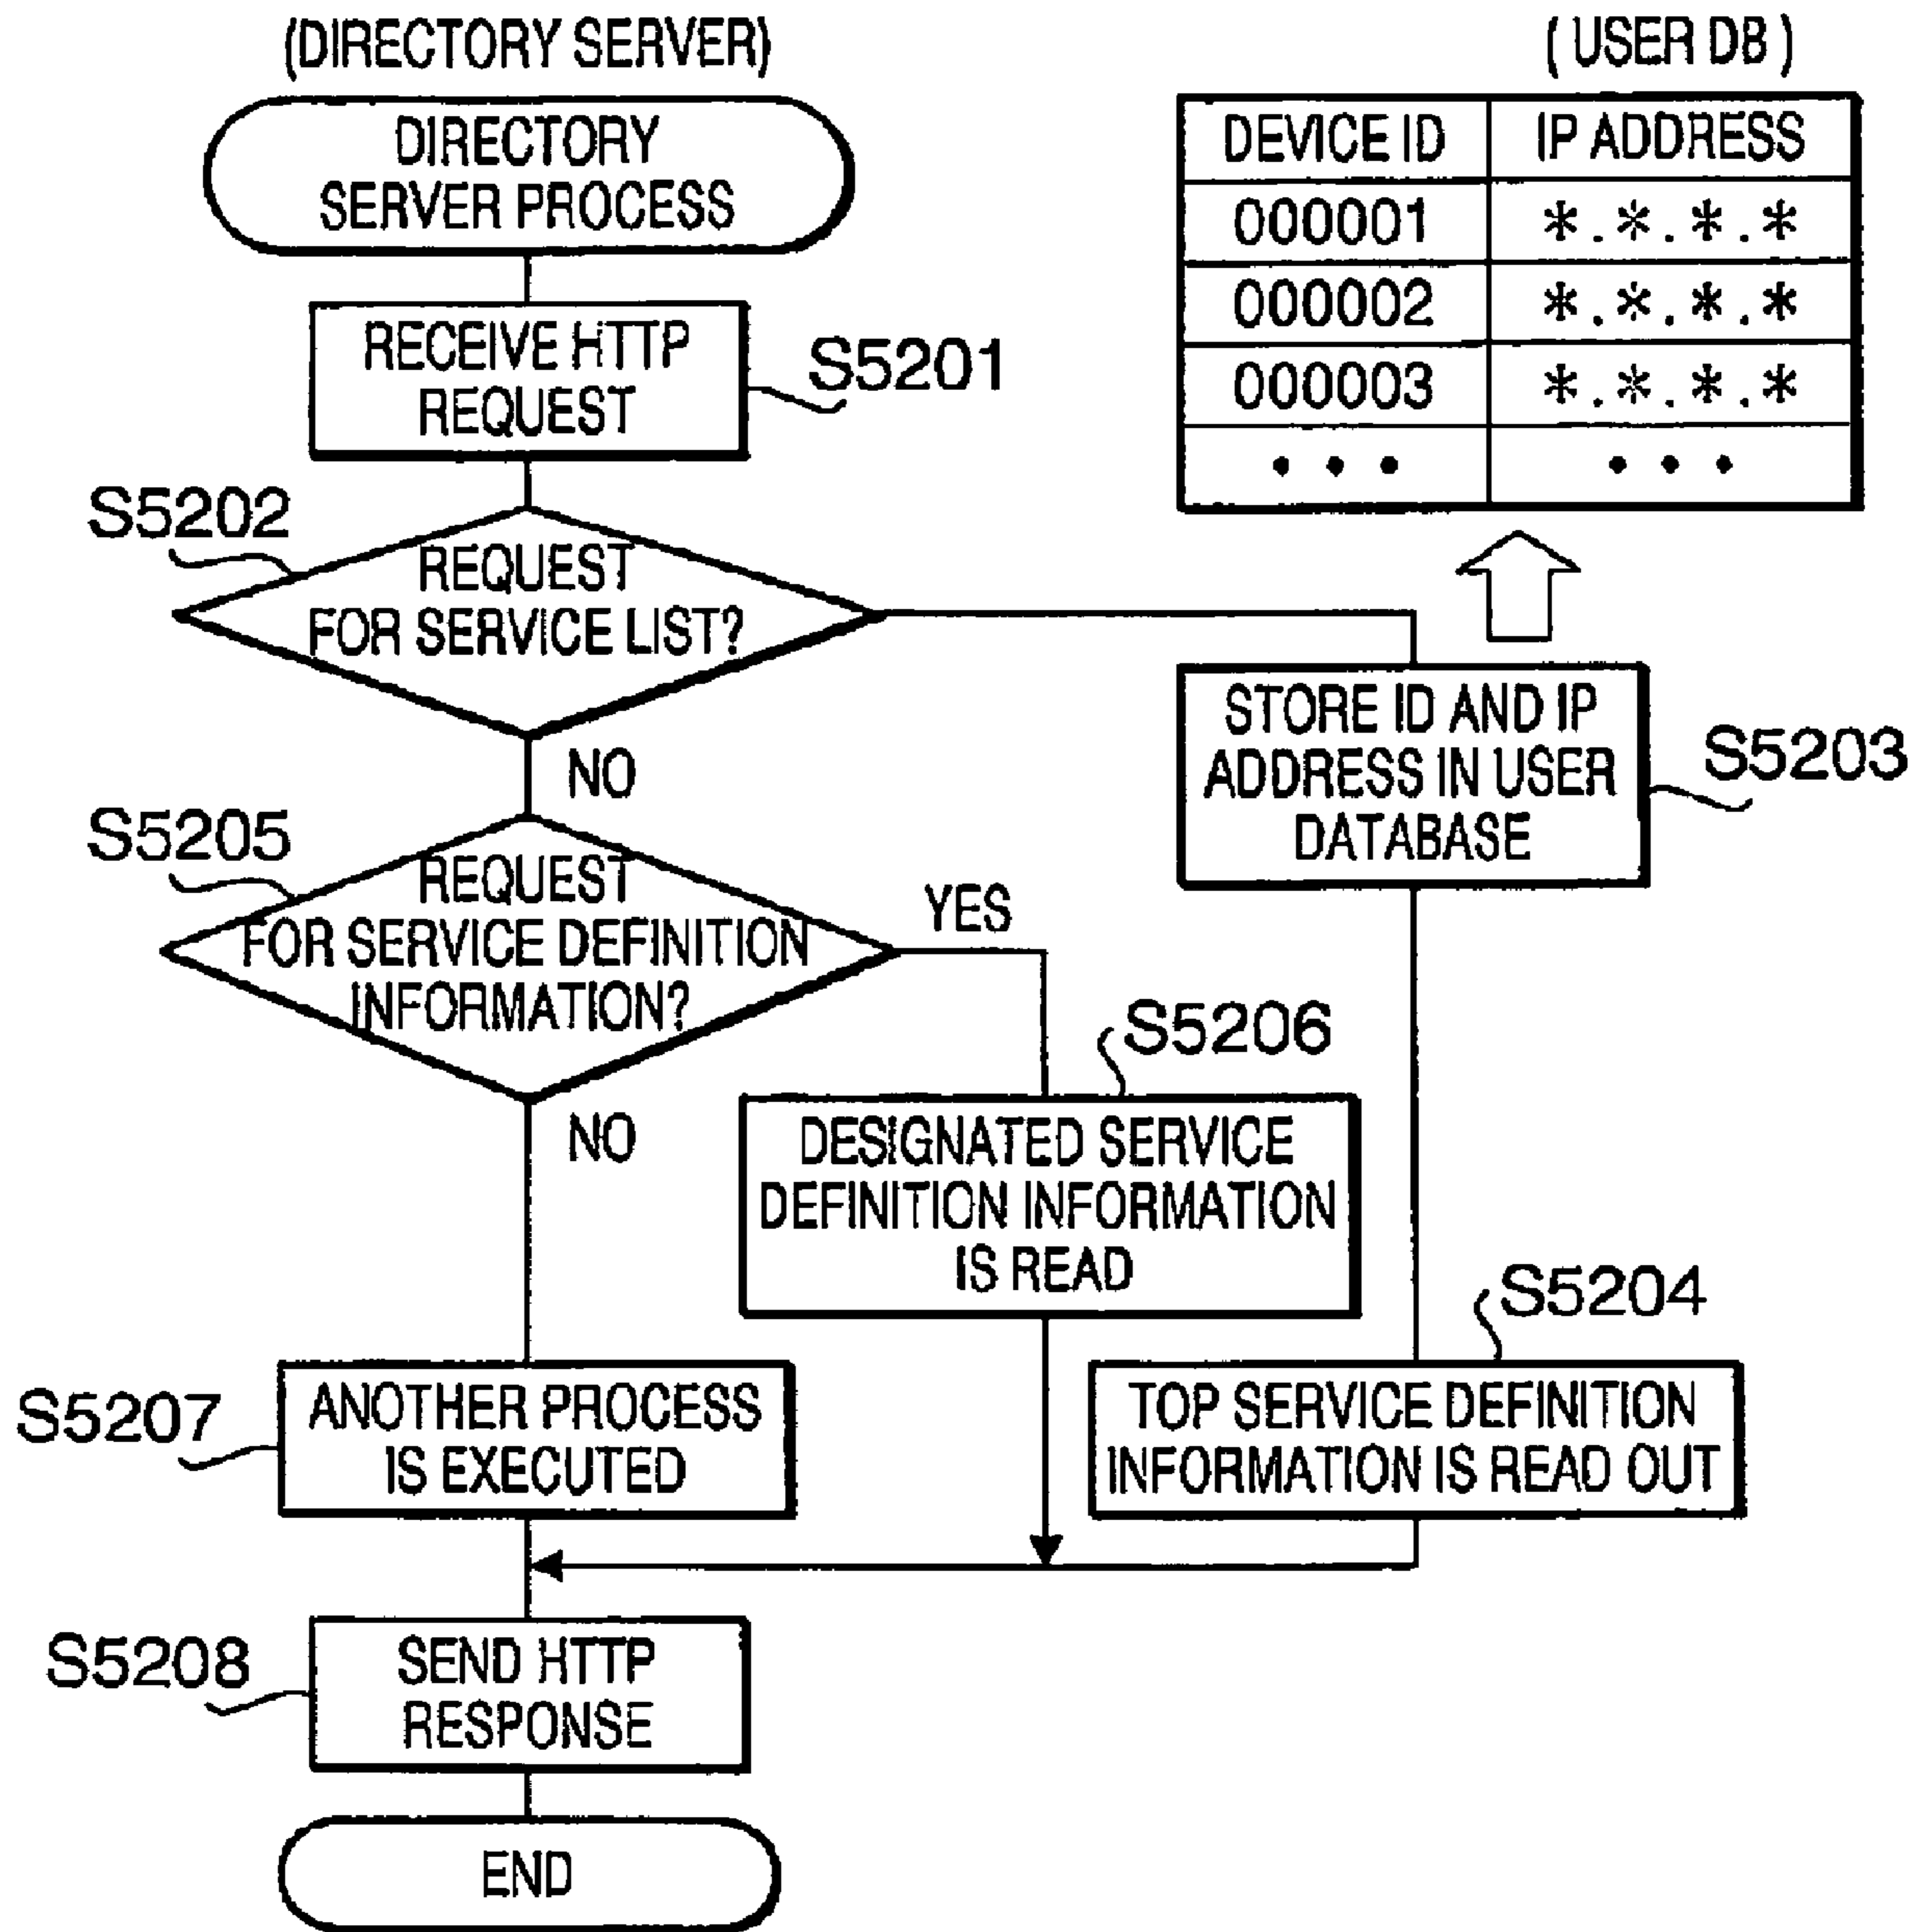 (DIRECTORY SERVER)
DIRECTORY
SERVER PROCESS
RECEIVE HTTP
REQUEST
S5201
S5202
REQUEST
FOR SERVICE LIST?
NO
( USER DB )
DEVICE ID
IP ADDRESS
000001
*.*.*.*
000002
*.*.*.*
000003
*.*.*.*
• • •
• • •
STORE ID AND IP
ADDRESS IN USER
DATABASE
S5203
S5205
REQUEST
FOR SERVICE DEFINITION
INFORMATION?
YES
NO
S5206
DESIGNATED SERVICE
DEFINITION INFORMATION
IS READ
S5204
TOP SERVICE DEFINITION
INFORMATION IS READ OUT
S5207
ANOTHER PROCESS
IS EXECUTED
S5208
SEND HTTP
RESPONSE
END